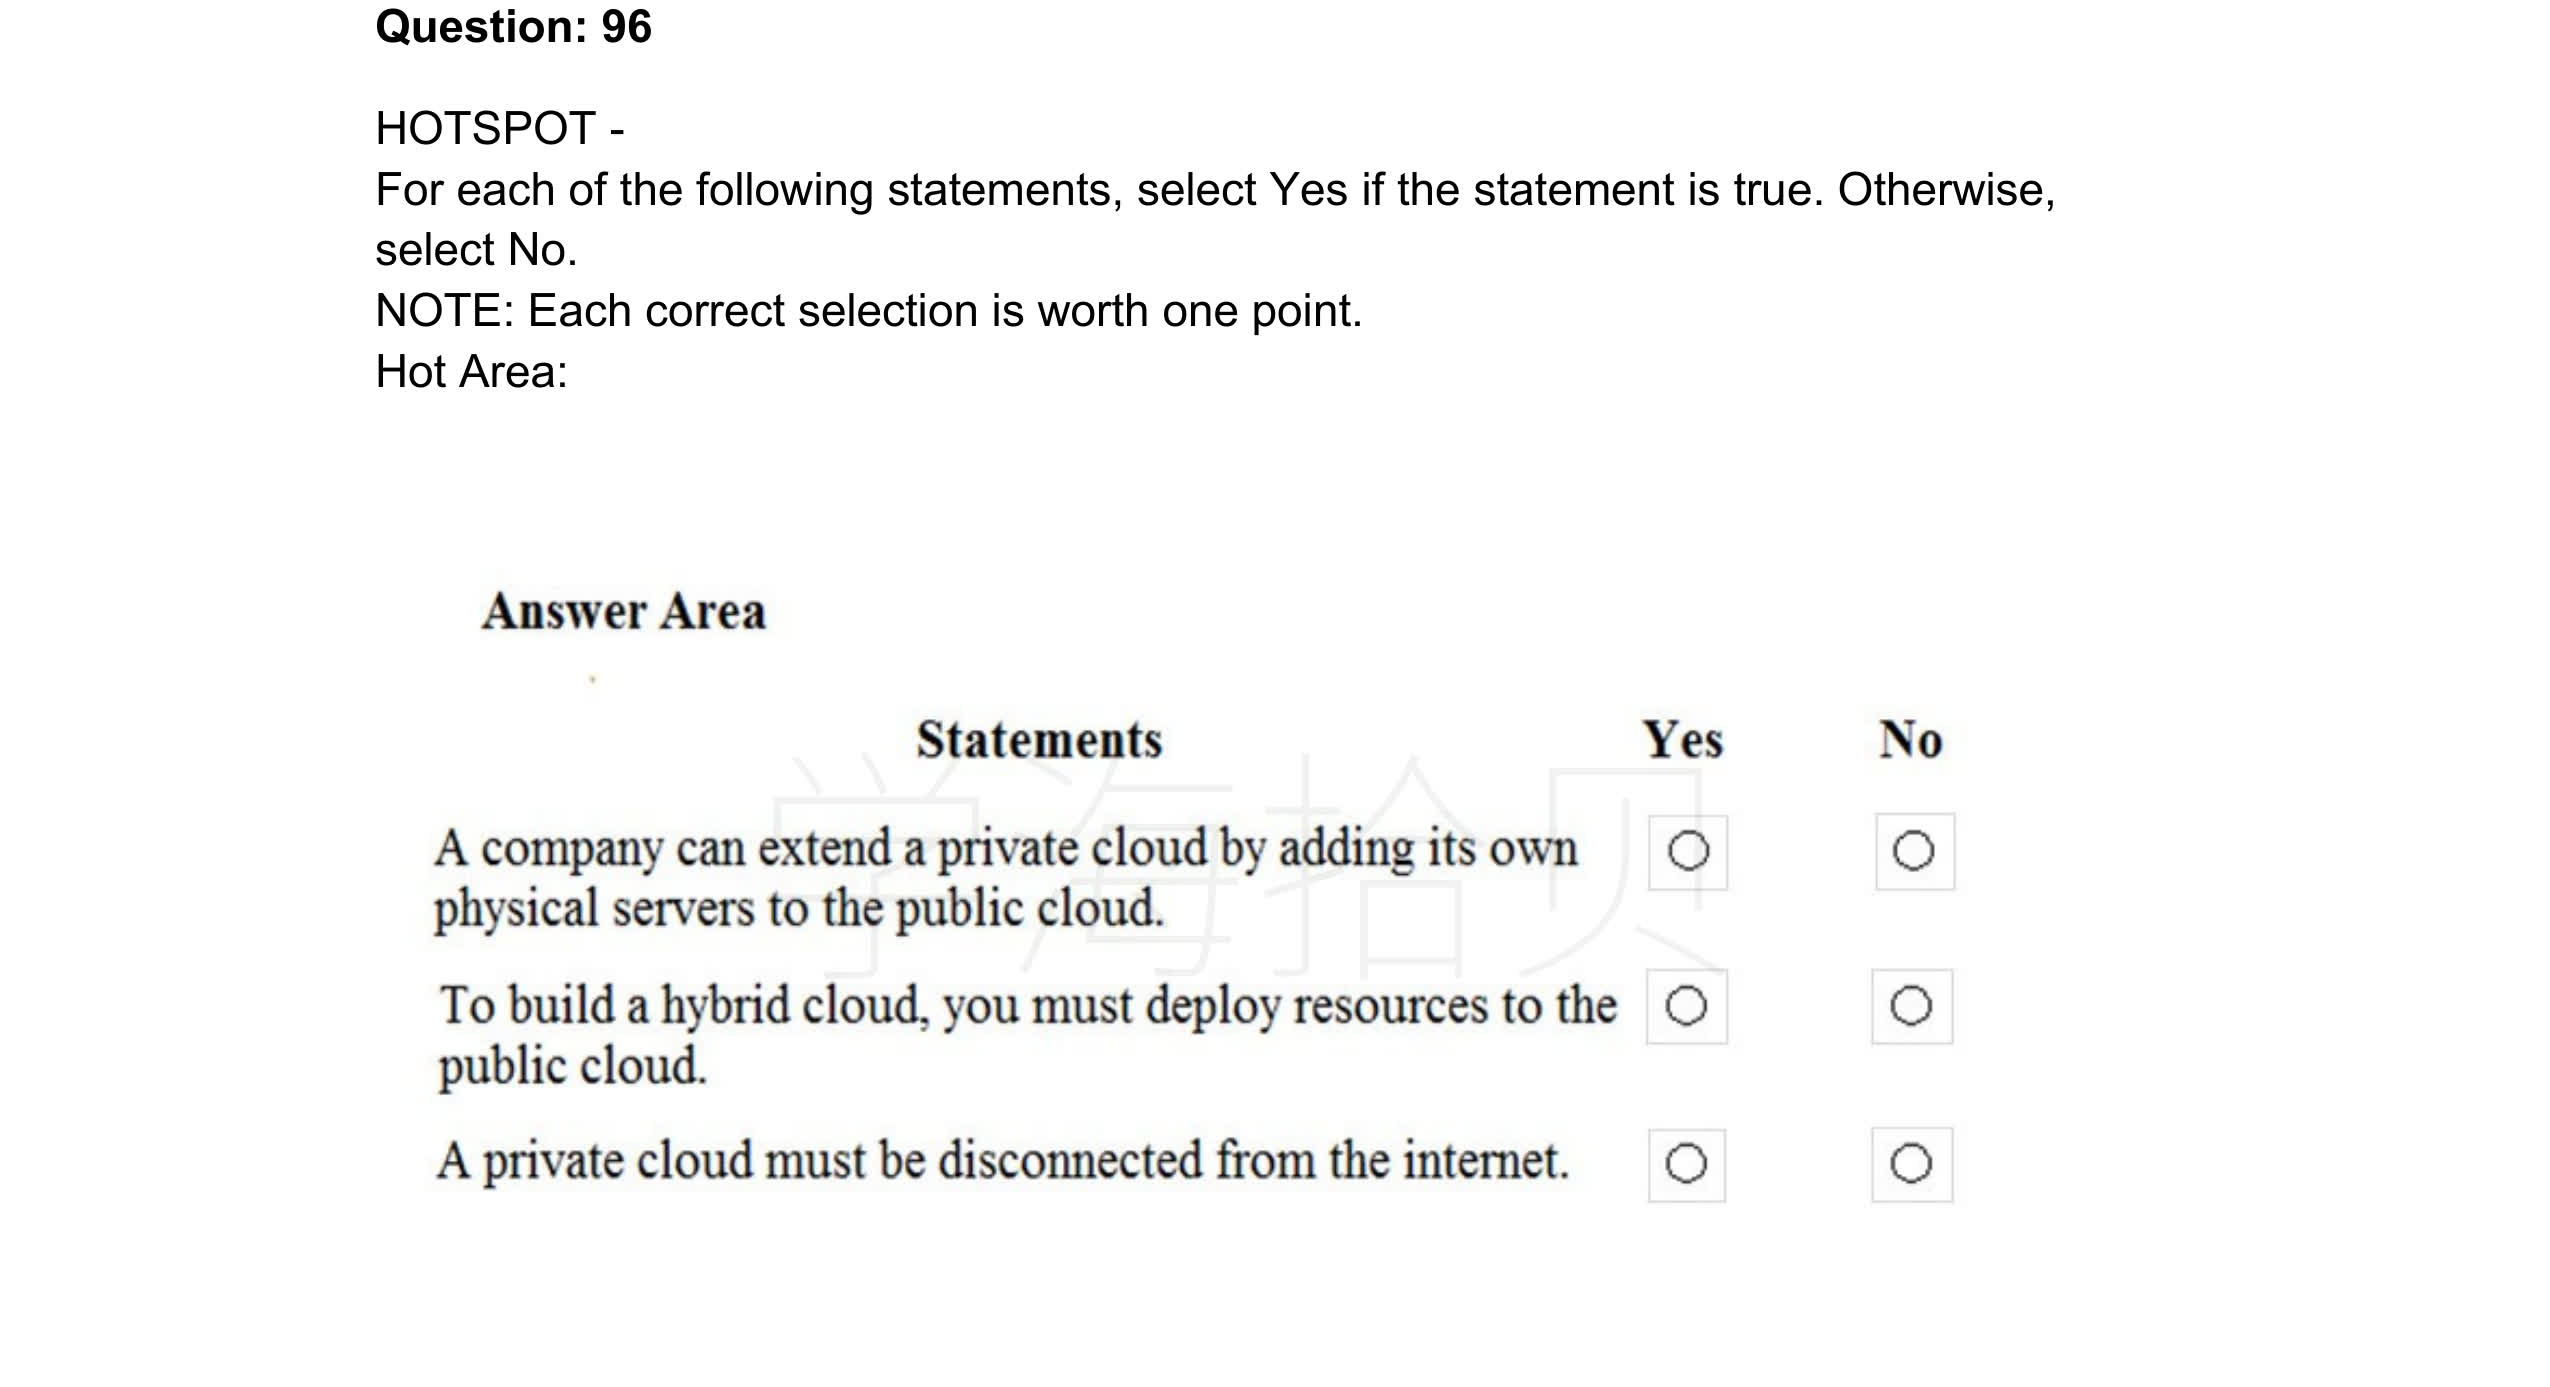 Question: 96
HOTSPOT -
For each of the following statements, select Yes if the statement is true. Otherwise,
select No.
NOTE: Each correct selection is worth one point.
Hot Area:
Answer Area
Statements Yes No
A company can extend a private cloud by adding its own
physical servers to the public cloud.
To build a hybrid cloud, you must deploy resources to the
public cloud.
A private cloud must be disconnected from the internet.
学海拾贝